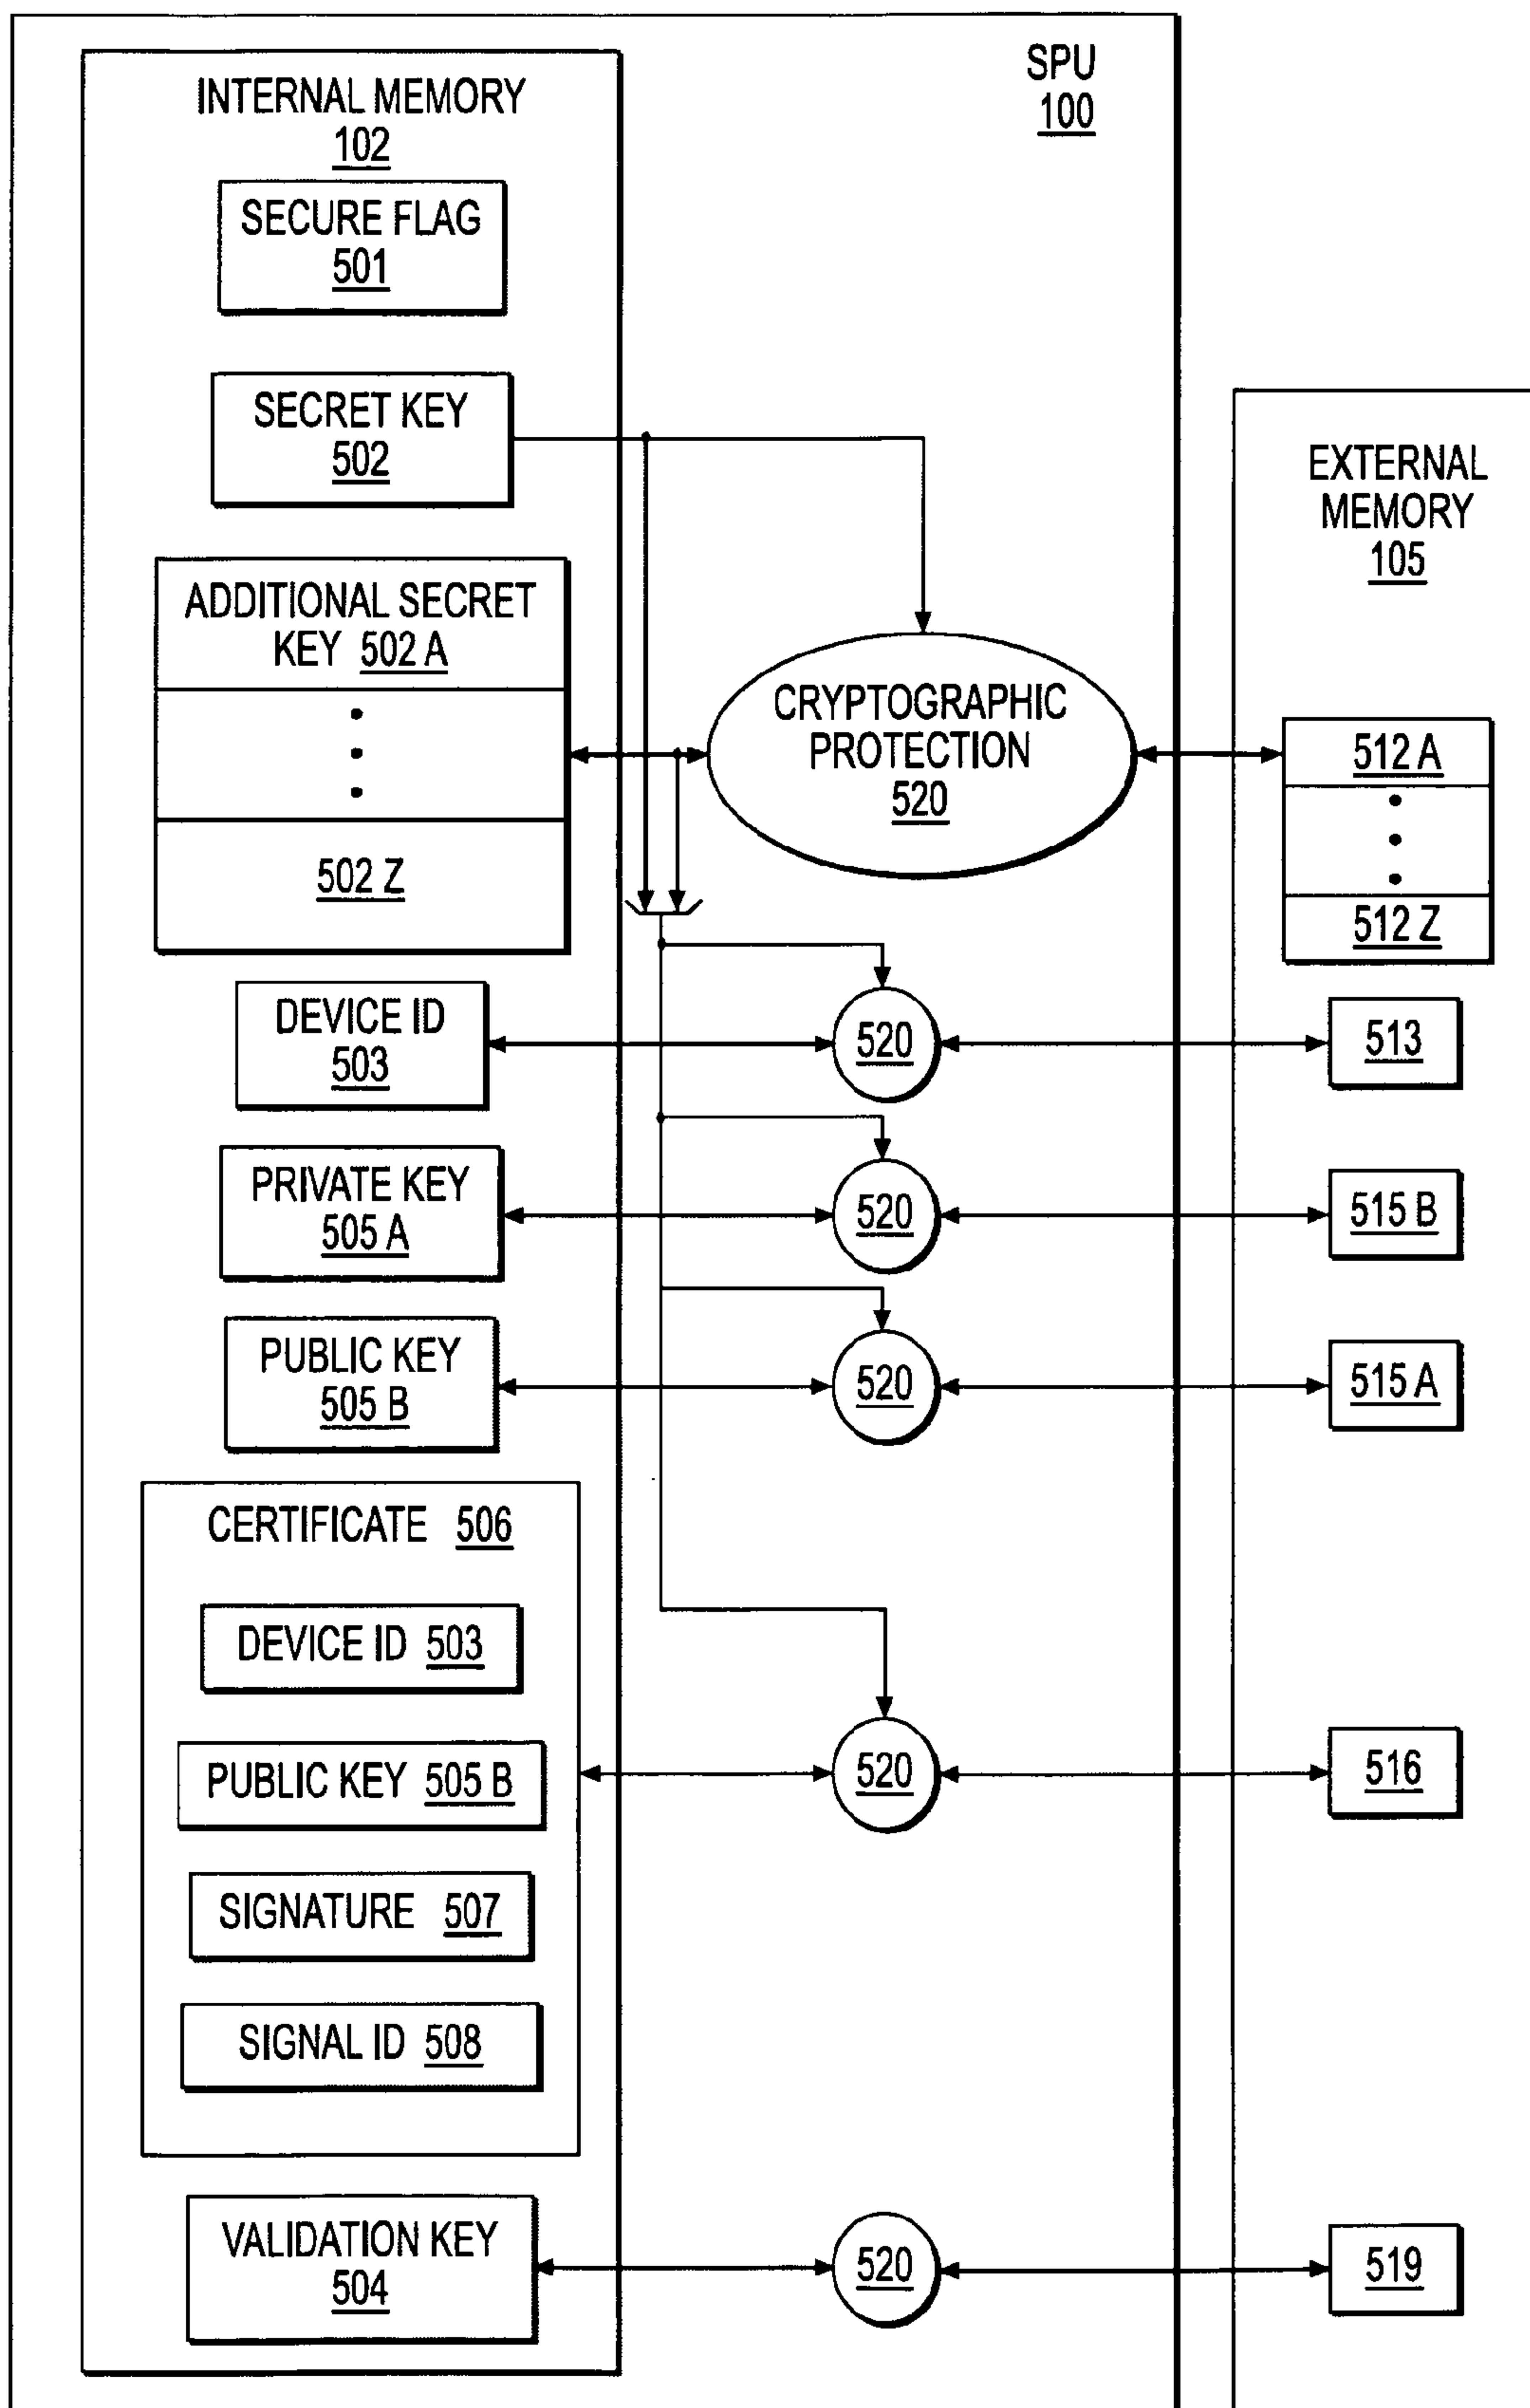 SPU
100
INTERNAL MEMORY
102
SECURE FLAG
501
SECRET KEY
502
EXTERNAL
MEMORY
105
ADDITIONAL SECRET
KEY 502 A
502 Z
CRYPTOGRAPHIC
PROTECTION
520
512 A
512 Z
DEVICE ID
503
520
513
PRIVATE KEY
505 A
520
515 B
PUBLIC KEY
505 B
520
515 A
CERTIFICATE 506
DEVICE ID 503
PUBLIC KEY 505 B
SIGNATURE 507
SIGNAL ID 508
520
516
VALIDATION KEY
504
520
519